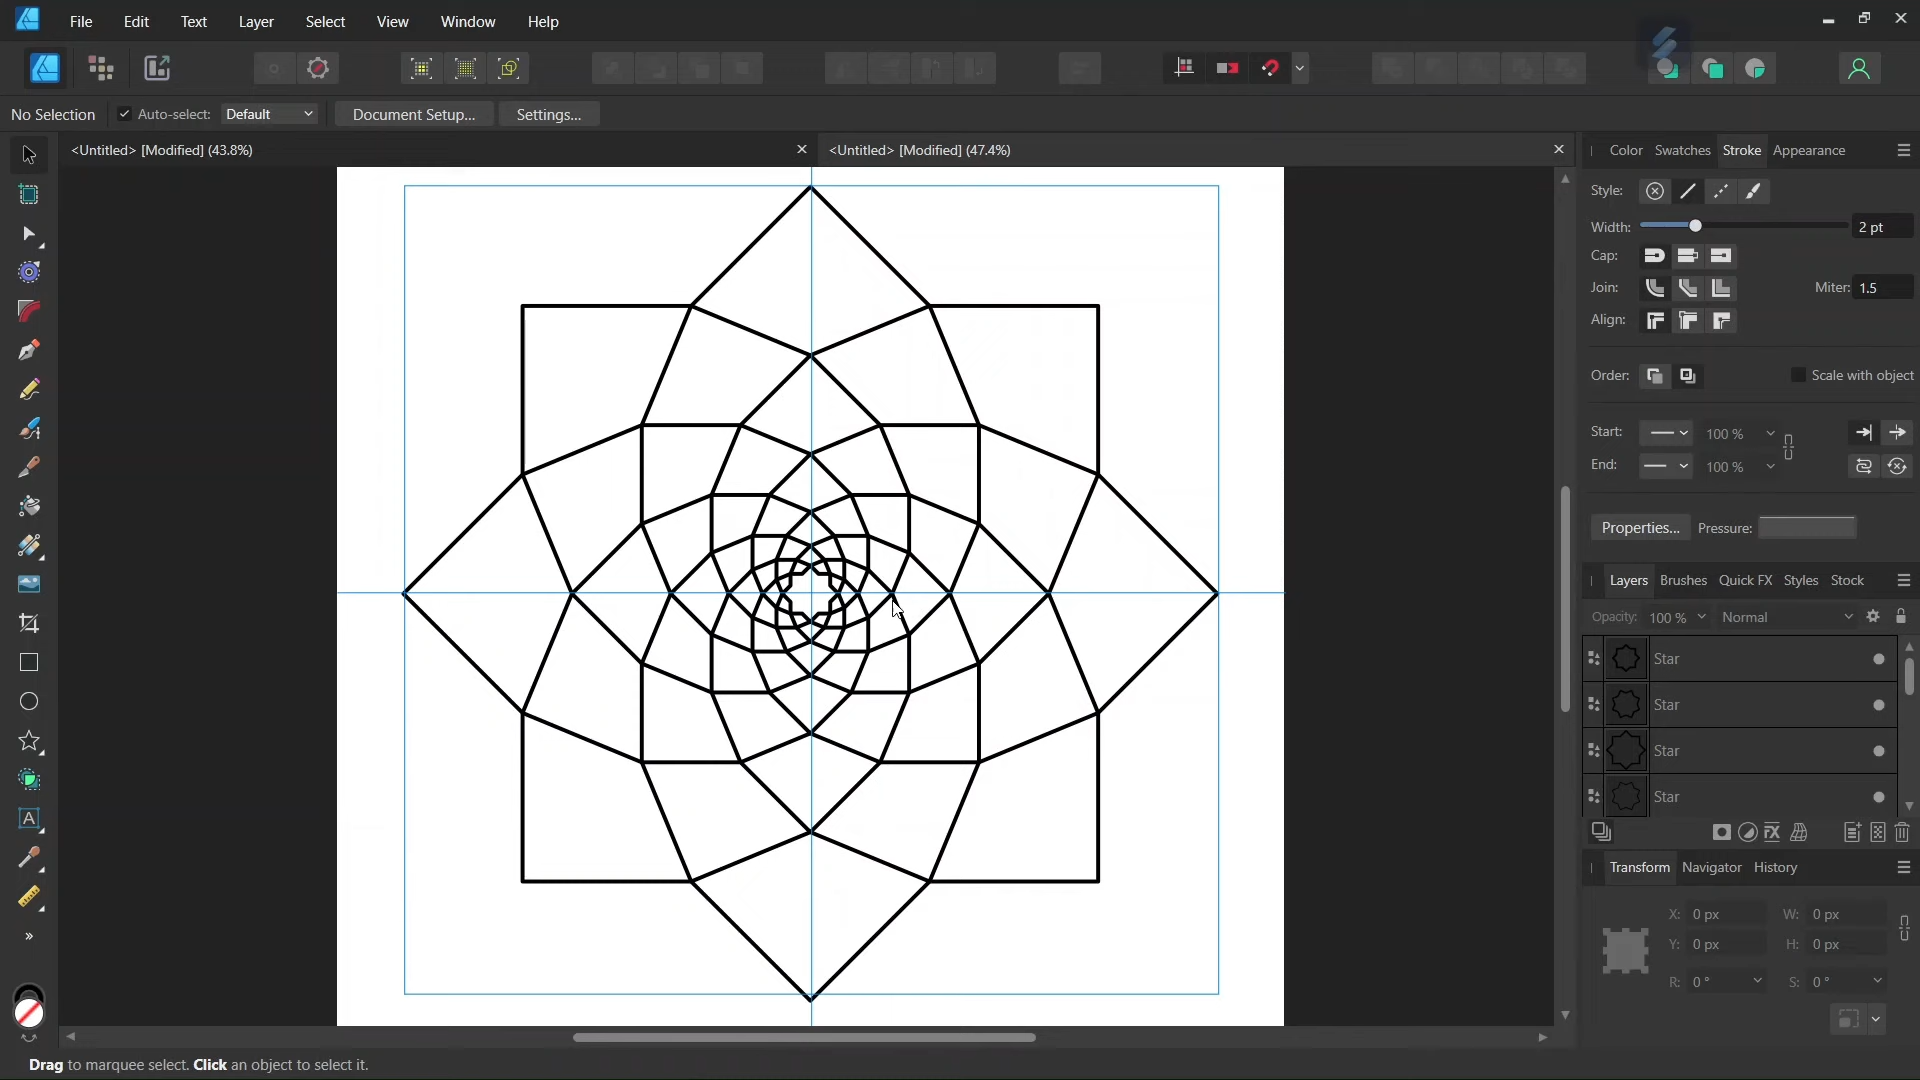 File Edit Text Layer Select View Window Help
No Selection Auto-select: Default Document Setup... Settings...
<Untitled> [Modified] (43.8%) <Untitled> [Modified] (47.4%)
Color Swatches Stroke Appearance
Style:
Width: 2 pt
Cap:
Join: Miter: 1.5
Align:
Order: Scale with object
Start: 100 %
End: 100 %
Properties... Pressure:
Layers Brushes Quick FX Styles Stock
Opacity: 100 % Normal
Star
Star
Star
Star
Transform Navigator History
X: 0 px W: 0 px
Y: 0 px H: 0 px
R: 0 ° S: 0 °
Drag to marquee select. Click an object to select it.